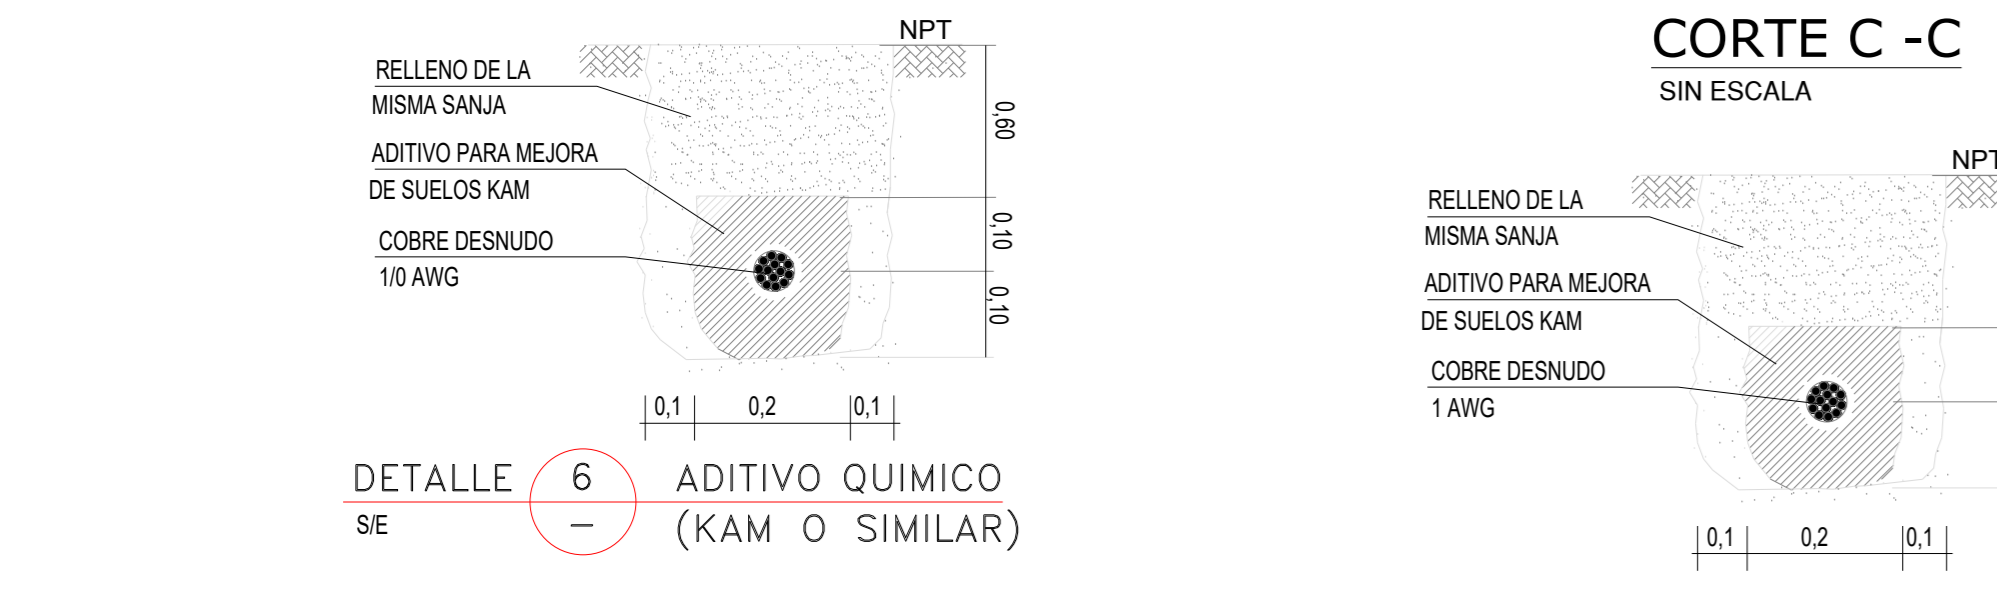 NPT
RELLENO DE LA
MISMA SANJA
ADITIVO PARA MEJORA
DE SUELOS KAM
COBRE DESNUDO
1/0 AWG
0,60
0,10
0,10
0,1
0,2
0,1
DETALLE 6 ADITIVO QUIMICO
S/E – (KAM O SIMILAR)
CORTE C -C
SIN ESCALA
NPT
RELLENO DE LA
MISMA SANJA
ADITIVO PARA MEJORA
DE SUELOS KAM
COBRE DESNUDO
1 AWG
0,1
0,2
0,1